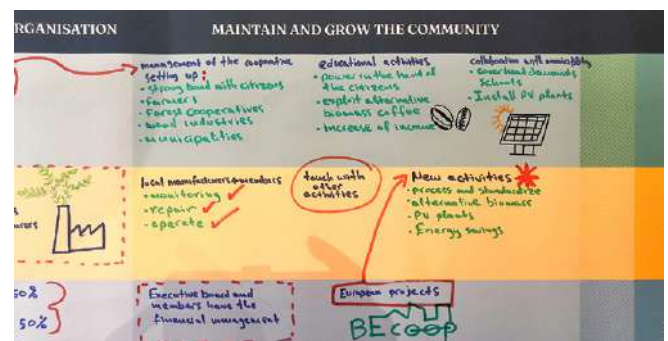 RGANISATION
MAINTAIN AND GROW THE COMMUNITY
management of the cooperative
setting up:
• strong bond with citizens
• farmers
• Forest cooperatives
• wood industries
• municipalities
educational activities
• power in the hand of
the citizens
• exploit alternative
biomass coffee
• Increase of income
collaboration with municipality
• cover heat demands
schools
• Install PV plants
urers
local manufacturers members
• monitoring
• repair
• operate
touch with
other
activities
New activities
• process and standardize
• alternative biomass
• PV plants
• Energy savings
50%
50%
Executive board and
members have the
financial management
European projects
BECOOP